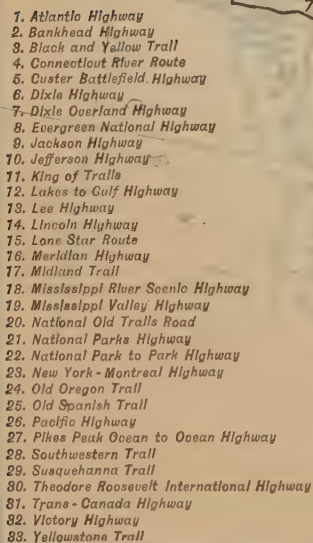 1. Atlantic Highway
2. Bankhead Highway
3. Black and Yellow Trail
4. Connecticut River Route
5. Custer Battlefield Highway
6. Dixie Highway
7. Dixie Overland Highway
8. Evergreen National Highway
9. Jackson Highway
10. Jefferson Highway
11. King of Trails
12. Lakes to Gulf Highway
13. Lee Highway
14. Lincoln Highway
15. Lone Star Route
16. Meridian Highway
17. Midland Trail
18. Mississippi River Scenic Highway
19. Mississippi Valley Highway
20. National Old Trails Road
21. National Parks Highway
22. National Park to Park Highway
23. New York - Montreal Highway
24. Old Oregon Trail
25. Old Spanish Trail
26. Pacific Highway
27. Pikes Peak Ocean to Ocean Highway
28. Southwestern Trail
29. Susquehanna Trail
30. Theodore Roosevelt International Highway
31. Trans - Canada Highway
32. Victory Highway
33. Yellowstone Trail